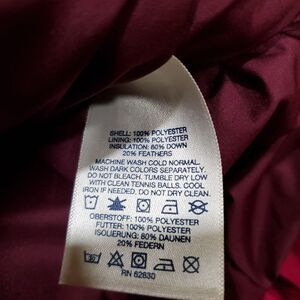 SHELL: 100% POLYESTER
LINING: 100% POLYESTER
INSULATION: 80% DOWN
20% FEATHERS
MACHINE WASH COLD NORMAL.
WASH DARK COLORS SEPARATELY.
DO NOT BLEACH. TUMBLE DRY LOW
WITH CLEAN TENNIS BALLS. COOL
IRON IF NEEDED. DO NOT DRY CLEAN.
OBERSTOFF: 100% POLYESTER
FUTTER: 100% POLYESTER
ISOLIERUNG: 80% DAUNEN
20% FEDERN
RN 62830